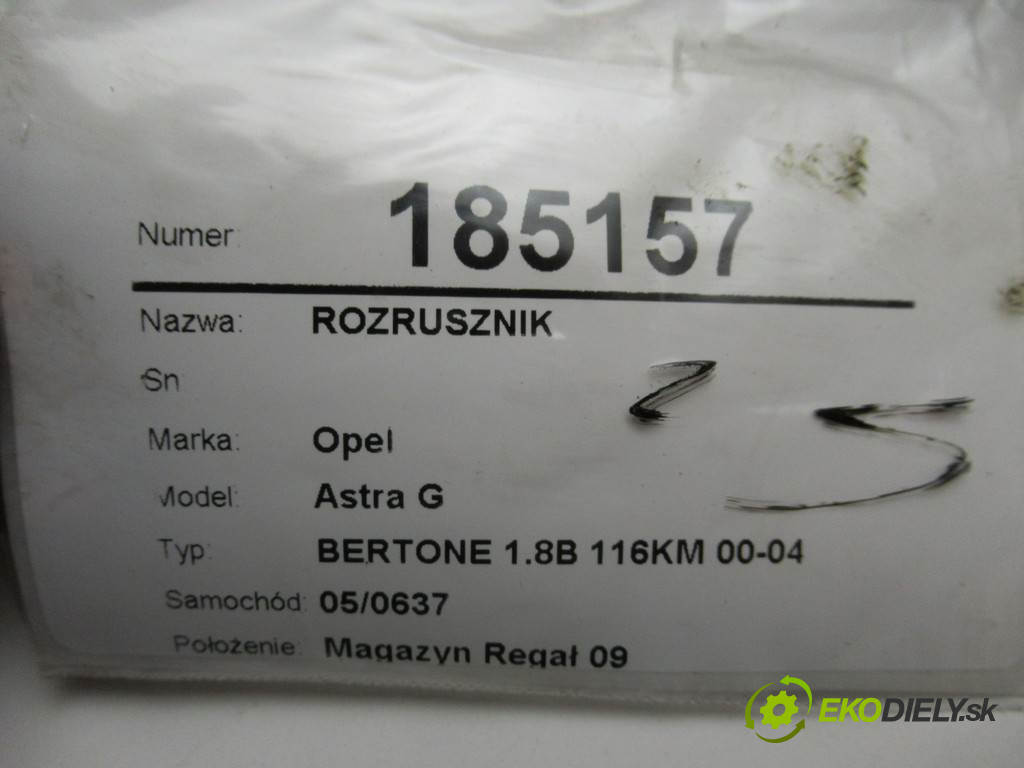 Numer: 185157
Nazwa: ROZRUSZNIK
Sn
Marka: Opel
Model: Astra G
Typ: BERTONE 1.8B 116KM 00-04
Samochód: 05/0637
Położenie: Magazyn Regał 09
EKODIELY.sk